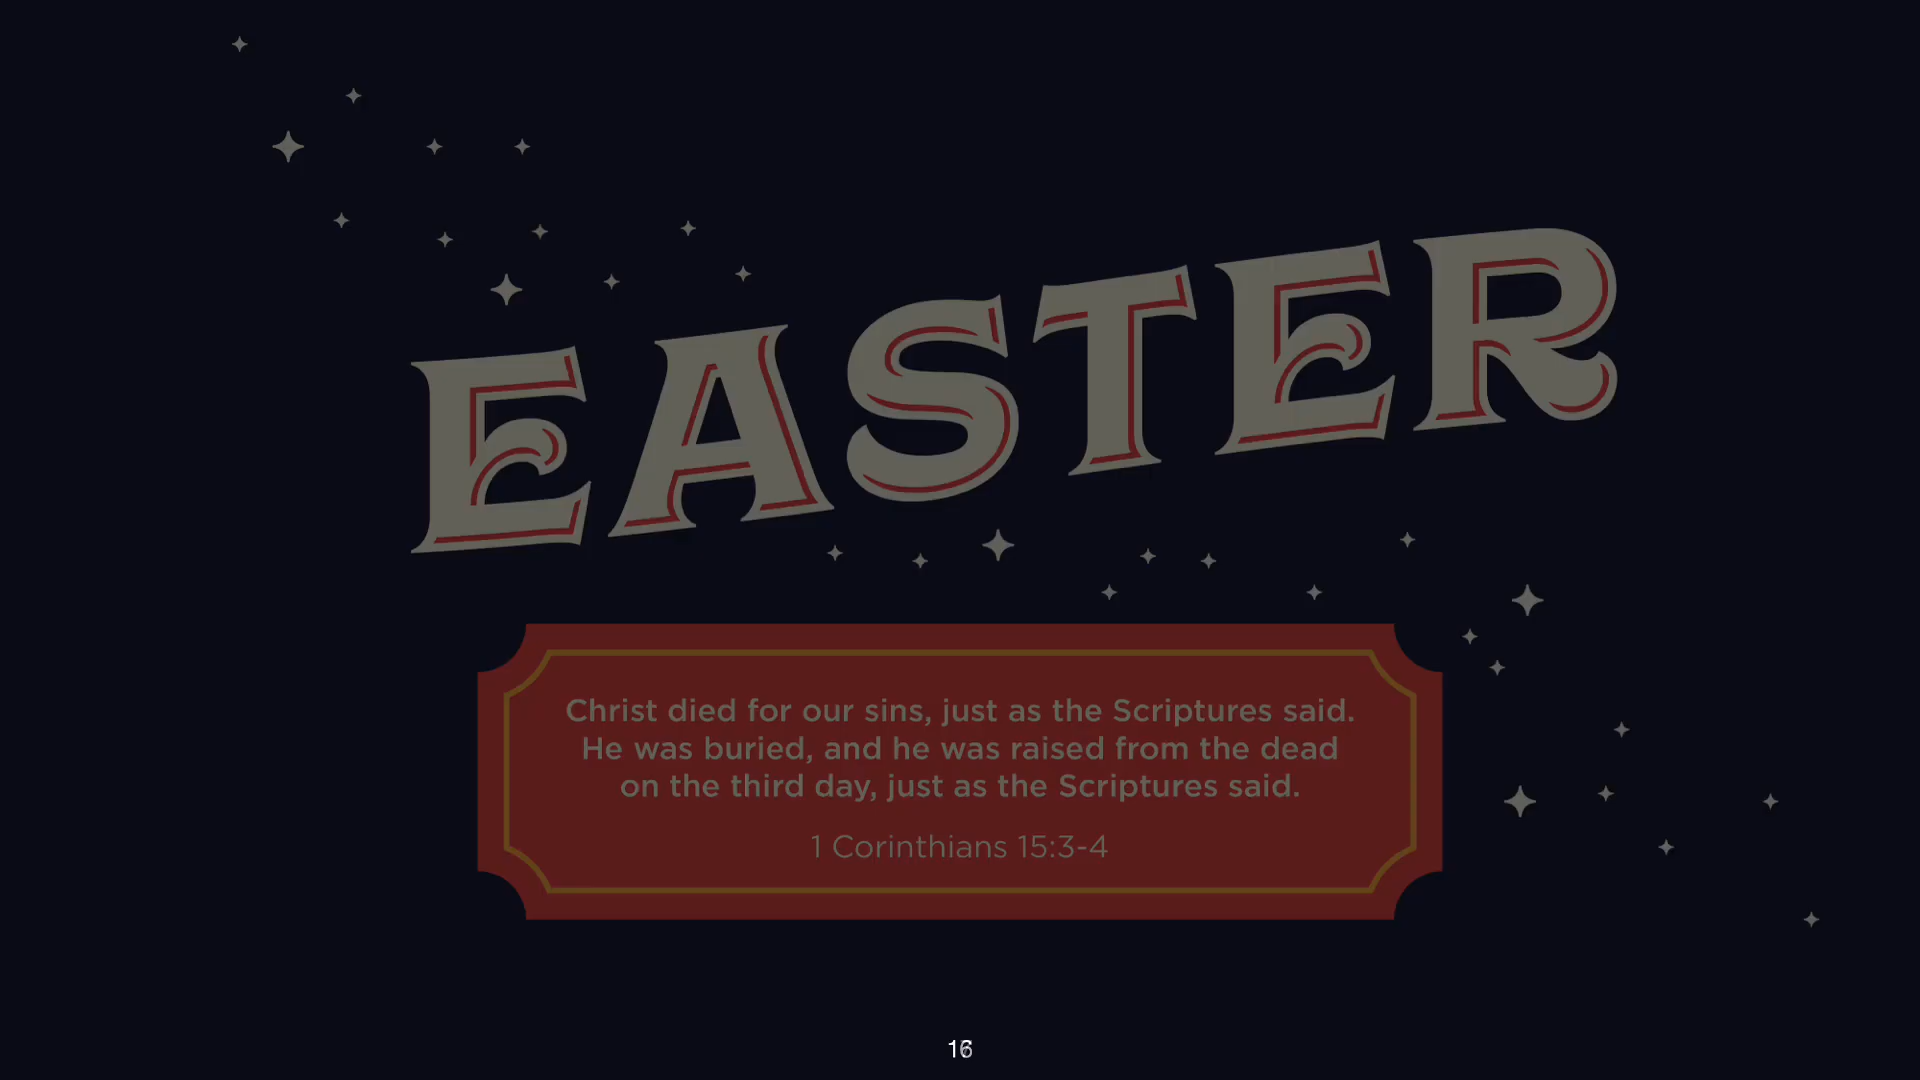 EASTER
Christ died for our sins, just as the Scriptures said.
He was buried, and he was raised from the dead
on the third day, just as the Scriptures said.
1 Corinthians 15:3-4